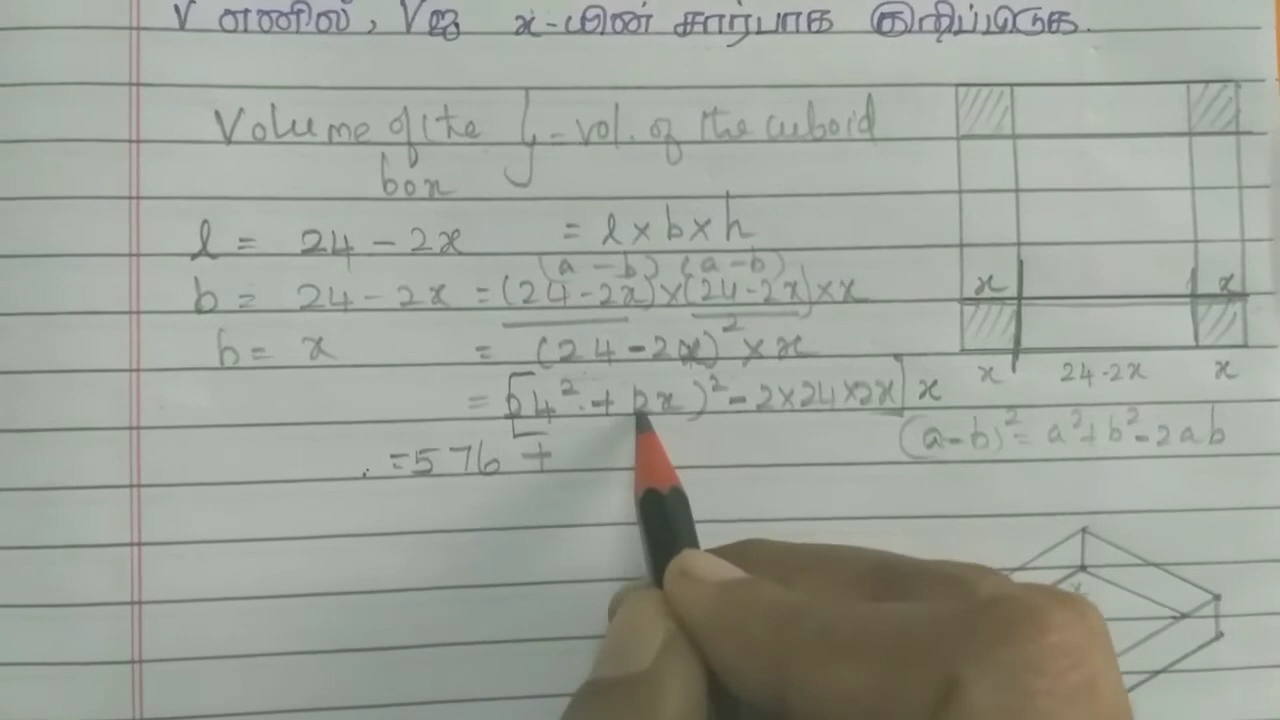 V எனில், V ஐ x-யின் சார்பாக குறிப்பிடுக.
Volume of the } = vol. of the cuboid
box
l = 24 - 2x = l × b × h
(a - b) (a - b)
b = 24 - 2x = (24 - 2x) × (24 - 2x) × x
h = x = (24 - 2x)² × x
= [24² + (2x)² - 2 × 24 × 2x] x
= 576 +
x x
x 24-2x x
(a-b)² = a² + b² - 2ab
x